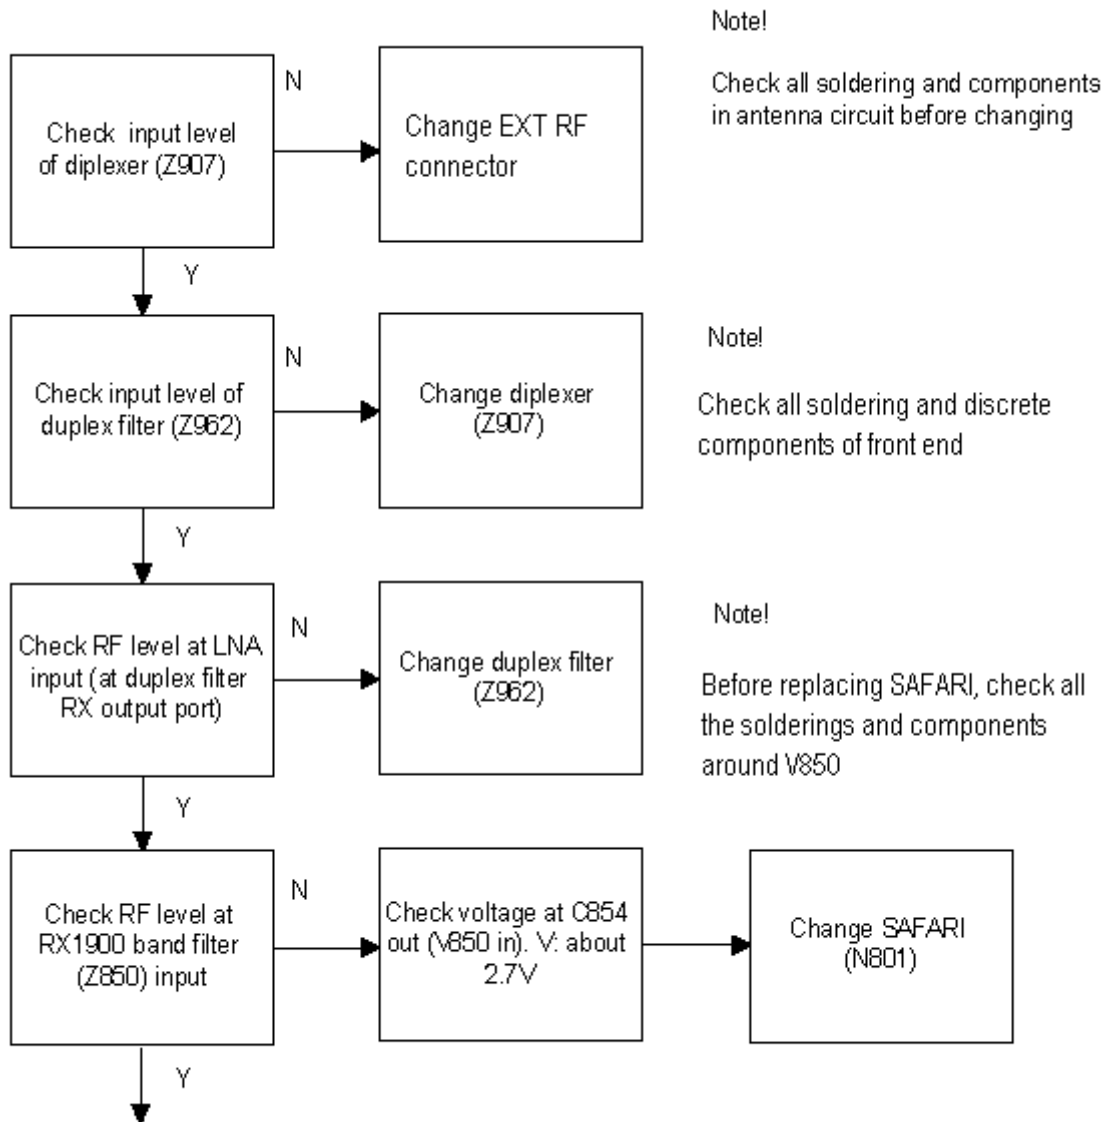 Note!
Check all soldering and components
in antenna circuit before changing
N
Check input level
of diplexer (Z907)
Change EXT RF
connector
Y
Note!
N
Check input level of
duplex filter (Z962)
Change diplexer
(Z907)
Check all soldering and discrete
components of front end
Y
Note!
N
Check RF level at LNA
input (at duplex filter
RX output port)
Change duplex filter
(Z962)
Before replacing SAFARI, check all
the solderings and components
around V850
Y
N
Check RF level at
RX1900 band filter
(Z850) input
Check voltage at C854
out (V850 in). V: about
2.7V
Change SAFARI
(N801)
Y